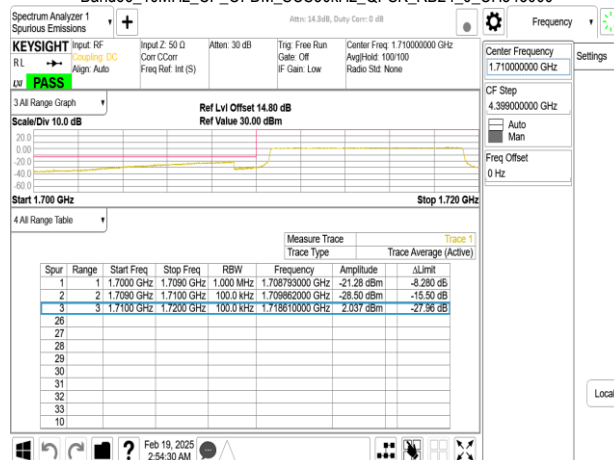 Spectrum Analyzer 1
Spurious Emissions
Attn: 14.8dB, Duty Corr: 0 dB
Frequency
Settings
KEYSIGHT
RL
PASS
Input: RF
Coupling: DC
Align: Auto
Input Z: 50 Ω
Corr CCorr
Freq Ref: Int (S)
Atten: 30 dB
Trig: Free Run
Gate: Off
IF Gain: Low
Center Freq: 1.710000000 GHz
Avg|Hold: 100/100
Radio Std: None
Center Frequency
1.710000000 GHz
CF Step
4.399000000 GHz
Auto
Man
Freq Offset
0 Hz
Local
3 All Range Graph
Scale/Div 10.0 dB
Ref Lvl Offset 14.80 dB
Ref Value 30.00 dBm
20.0
0.00
-20.0
-40.0
-60.0
Start 1.700 GHz
Stop 1.720 GHz
4 All Range Table
Measure Trace Trace 1
Trace Type Trace Average (Active)
Spur Range Start Freq Stop Freq RBW Frequency Amplitude ΔLimit
1 1 1.7000 GHz 1.7090 GHz 1.000 MHz 1.708793000 GHz -21.28 dBm -8.280 dB
2 2 1.7090 GHz 1.7100 GHz 100.0 kHz 1.709862000 GHz -28.50 dBm -15.50 dB
3 3 1.7100 GHz 1.7200 GHz 100.0 kHz 1.718610000 GHz 2.037 dBm -27.96 dB
26
27
28
29
30
31
32
33
10
Feb 19, 2025
2:54:30 AM